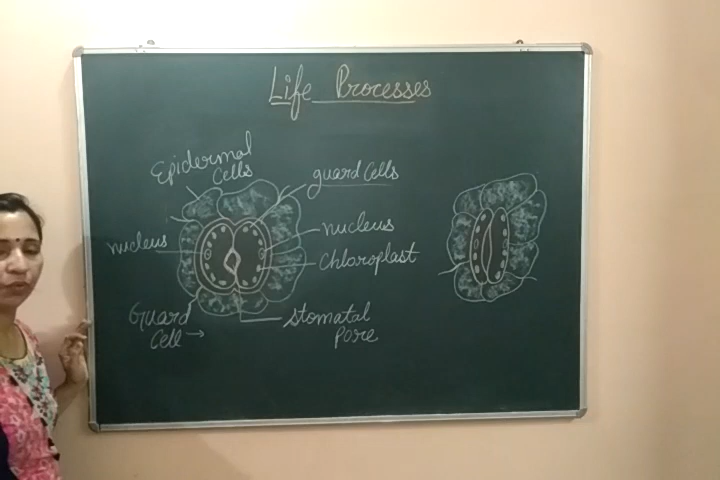 Life Processes
Epidermal
Cells
guard Cells
nucleus
nucleus
Chloroplast
Guard
Cell →
stomatal
pore